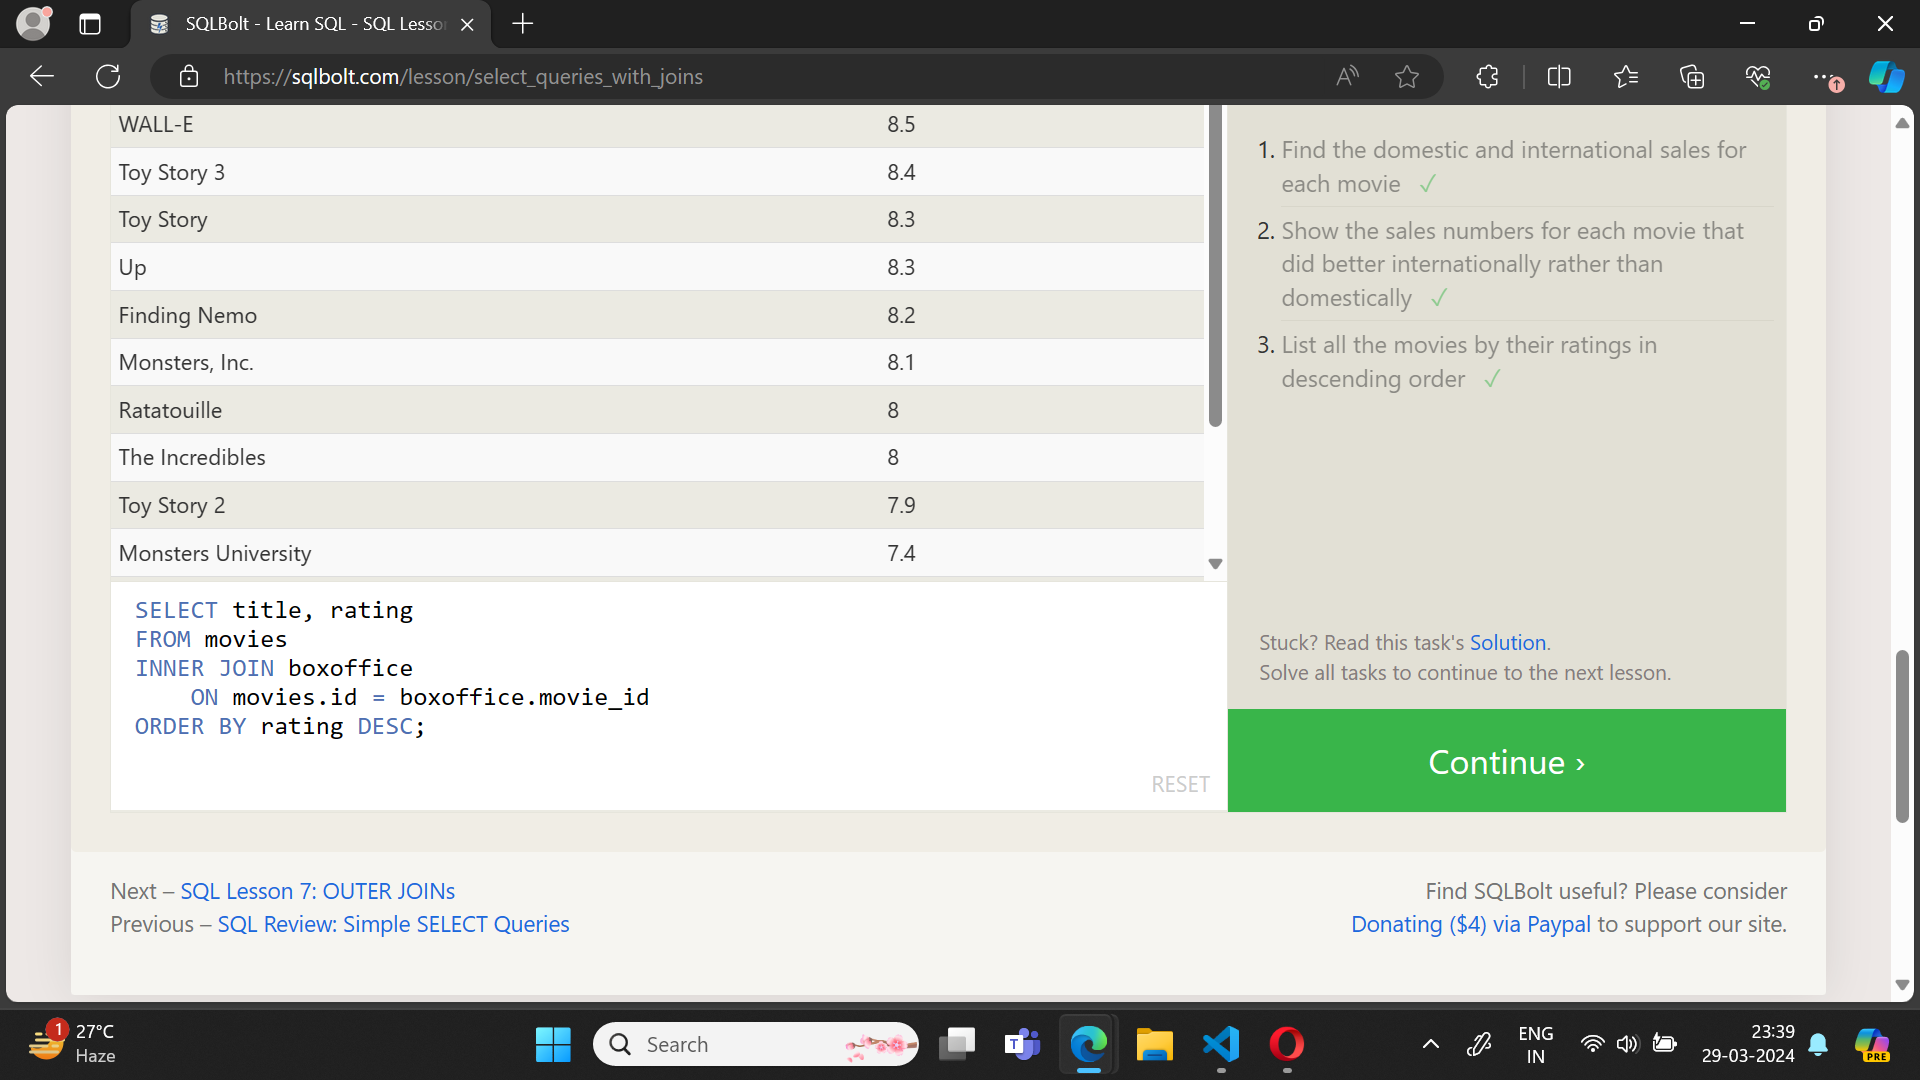 SQLBolt - Learn SQL - SQL Lesso
https://sqlbolt.com/lesson/select_queries_with_joins
WALL-E 8.5
Toy Story 3 8.4
Toy Story 8.3
Up 8.3
Finding Nemo 8.2
Monsters, Inc. 8.1
Ratatouille 8
The Incredibles 8
Toy Story 2 7.9
Monsters University 7.4
SELECT title, rating
FROM movies
INNER JOIN boxoffice
ON movies.id = boxoffice.movie_id
ORDER BY rating DESC;
RESET
1. Find the domestic and international sales for
each movie ✓
2. Show the sales numbers for each movie that
did better internationally rather than
domestically ✓
3. List all the movies by their ratings in
descending order ✓
Stuck? Read this task's Solution.
Solve all tasks to continue to the next lesson.
Continue ›
Next – SQL Lesson 7: OUTER JOINs
Previous – SQL Review: Simple SELECT Queries
Find SQLBolt useful? Please consider
Donating ($4) via Paypal to support our site.
1
27°C
Haze
Search
T
ENG
IN
23:39
29-03-2024
PRE